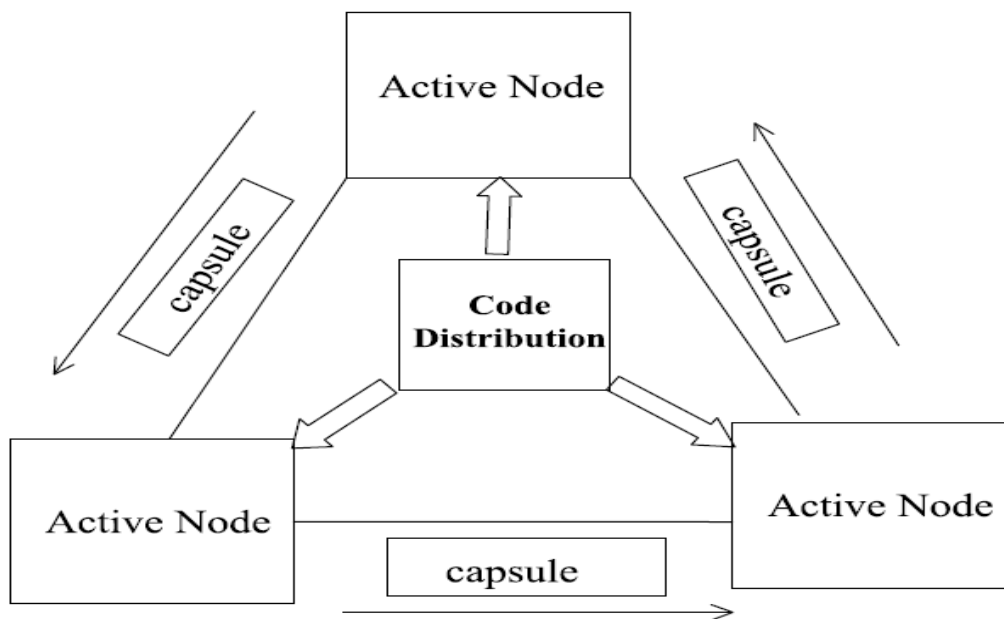 Active Node
capsule
capsule
Code
Distribution
Active Node
Active Node
capsule